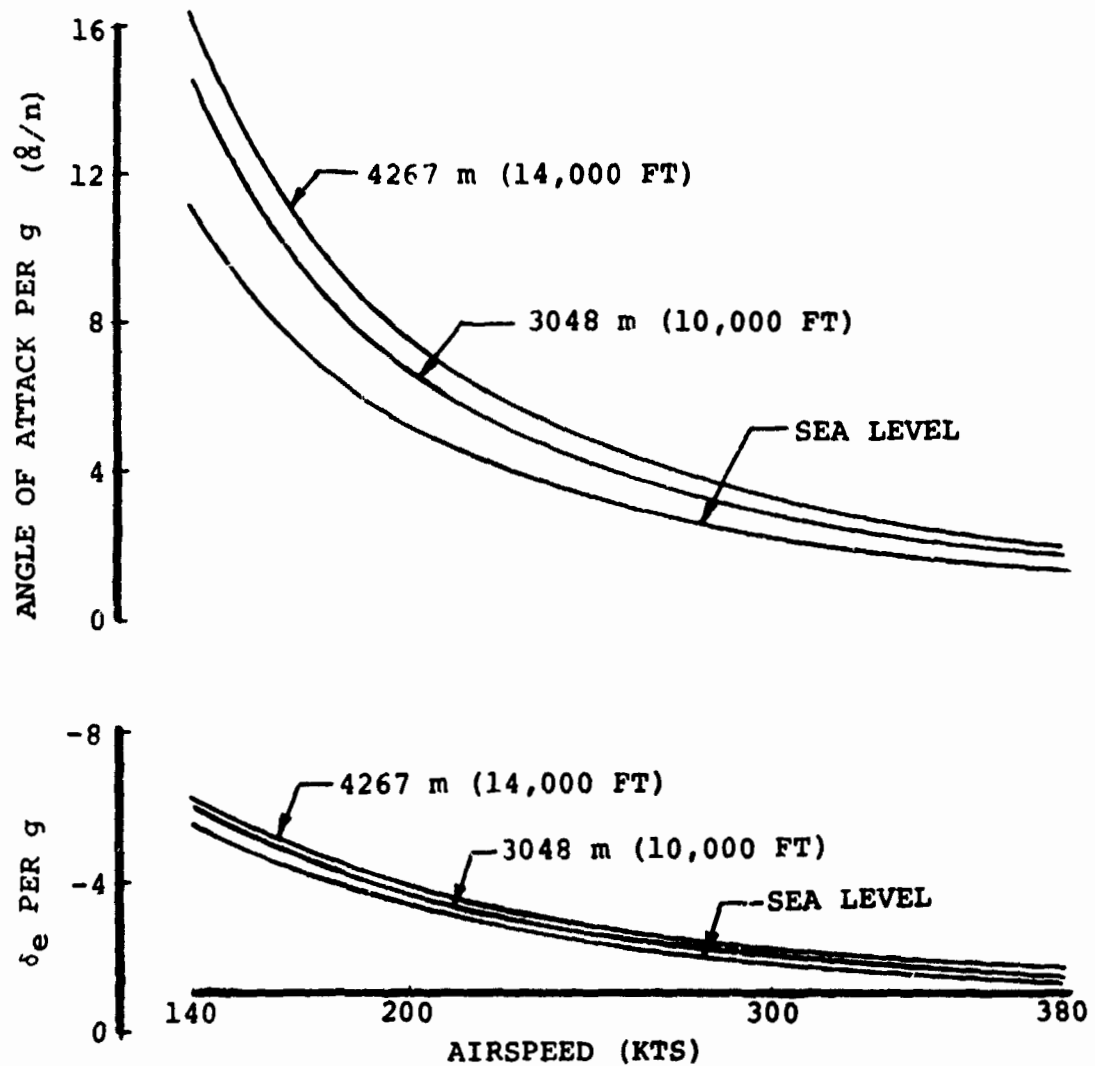 ANGLE OF ATTACK PER g (α/n)
16
12
8
4
0
4267 m (14,000 FT)
3048 m (10,000 FT)
SEA LEVEL
δe PER g
-8
-4
0
4267 m (14,000 FT)
3048 m (10,000 FT)
SEA LEVEL
140 200 300 380
AIRSPEED (KTS)